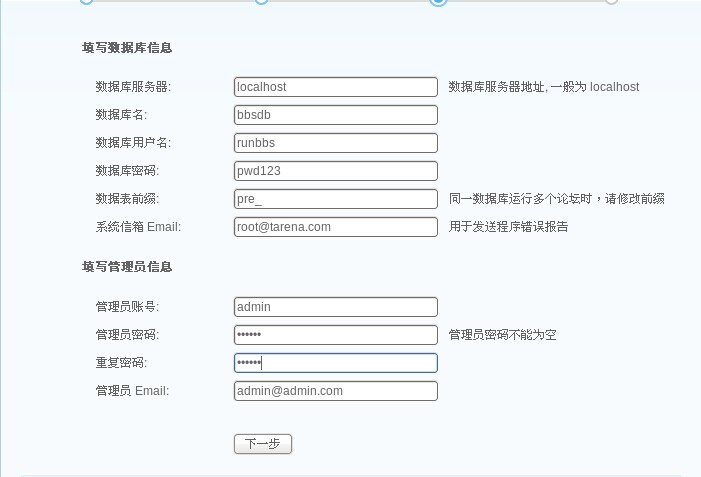 填写数据库信息
数据库服务器: localhost 数据库服务器地址, 一般为 localhost
数据库名: bbsdb
数据库用户名: runbbs
数据库密码: pwd123
数据表前缀: pre_ 同一数据库运行多个论坛时，请修改前缀
系统信箱 Email: root@tarena.com 用于发送程序错误报告
填写管理员信息
管理员账号: admin
管理员密码: •••••• 管理员密码不能为空
重复密码: ••••••
管理员 Email: admin@admin.com
下一步